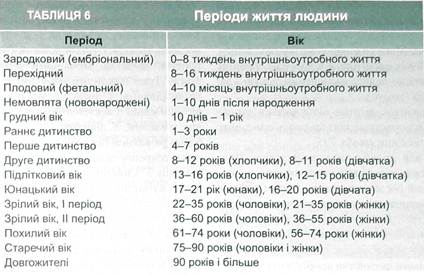 ТАБЛИЦЯ 6 Періоди життя людини
Період Вік
Зародковий (ембріональний) 0–8 тиждень внутрішньоутробного життя
Перехідний 8–16 тиждень внутрішньоутробного життя
Плодовий (фетальний) 4–10 місяць внутрішньоутробного життя
Немовлята (новонароджені) 1–10 днів після народження
Грудний вік 10 днів – 1 рік
Раннє дитинство 1–3 роки
Перше дитинство 4–7 років
Друге дитинство 8–12 років (хлопчики), 8–11 років (дівчатка)
Підлітковий вік 13–16 років (хлопчики), 12–15 років (дівчатка)
Юнацький вік 17–21 рік (юнаки), 16–20 років (дівчата)
Зрілий вік, I період 22–35 років (чоловіки), 21–35 років (жінки)
Зрілий вік, II період 36–60 років (чоловіки), 36–55 років (жінки)
Похилий вік 61–74 роки (чоловіки), 56–74 роки (жінки)
Старечий вік 75–90 років (чоловіки і жінки)
Довгожителі 90 років і більше